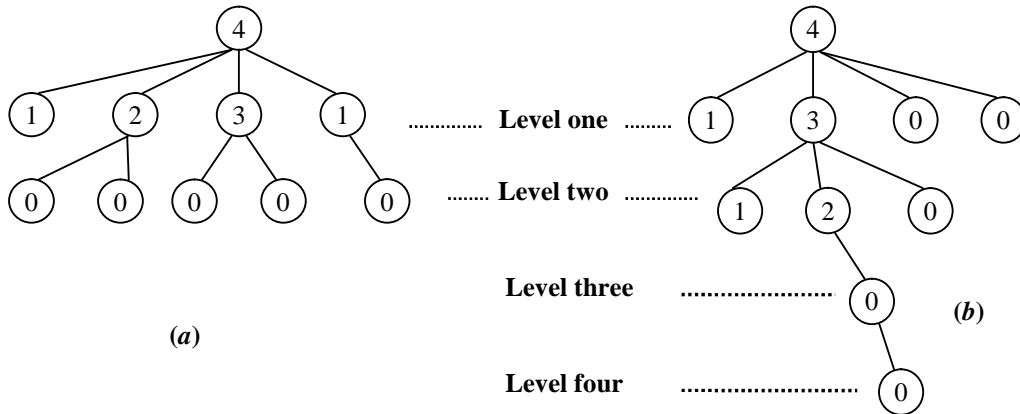 4 4
1 2 3 1 Level one 1 3 0 0
0 0 0 0 0 Level two 1 2 0
Level three 0
(a) (b)
Level four 0